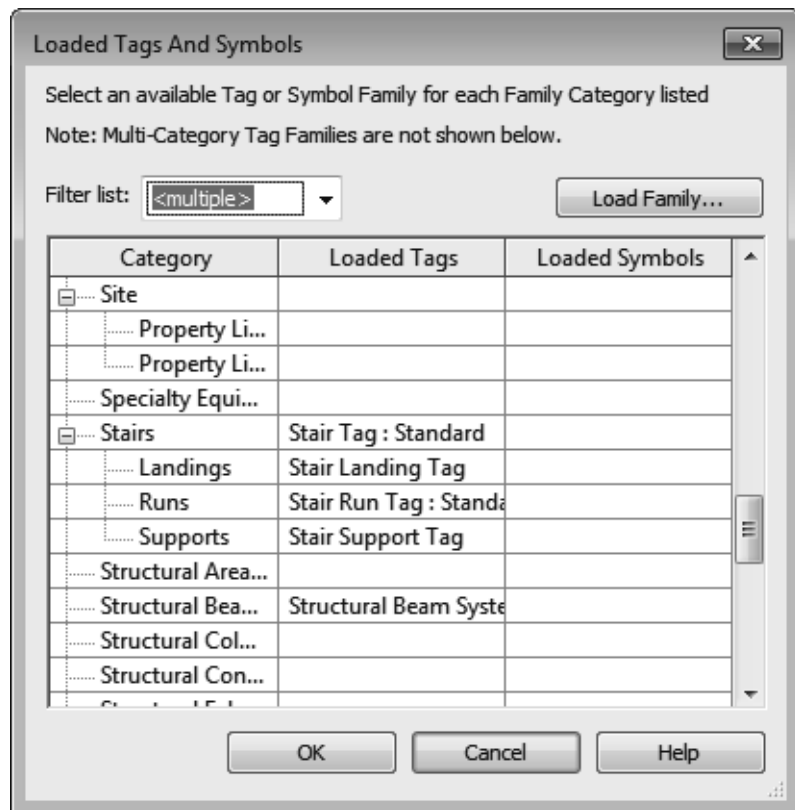 Loaded Tags And Symbols
Select an available Tag or Symbol Family for each Family Category listed
Note: Multi-Category Tag Families are not shown below.
Filter list: <multiple> Load Family...
Category Loaded Tags Loaded Symbols
Site
Property Li...
Property Li...
Specialty Equi...
Stairs Stair Tag : Standard
Landings Stair Landing Tag
Runs Stair Run Tag : Standa
Supports Stair Support Tag
Structural Area...
Structural Bea... Structural Beam Syste
Structural Col...
Structural Con...
OK Cancel Help